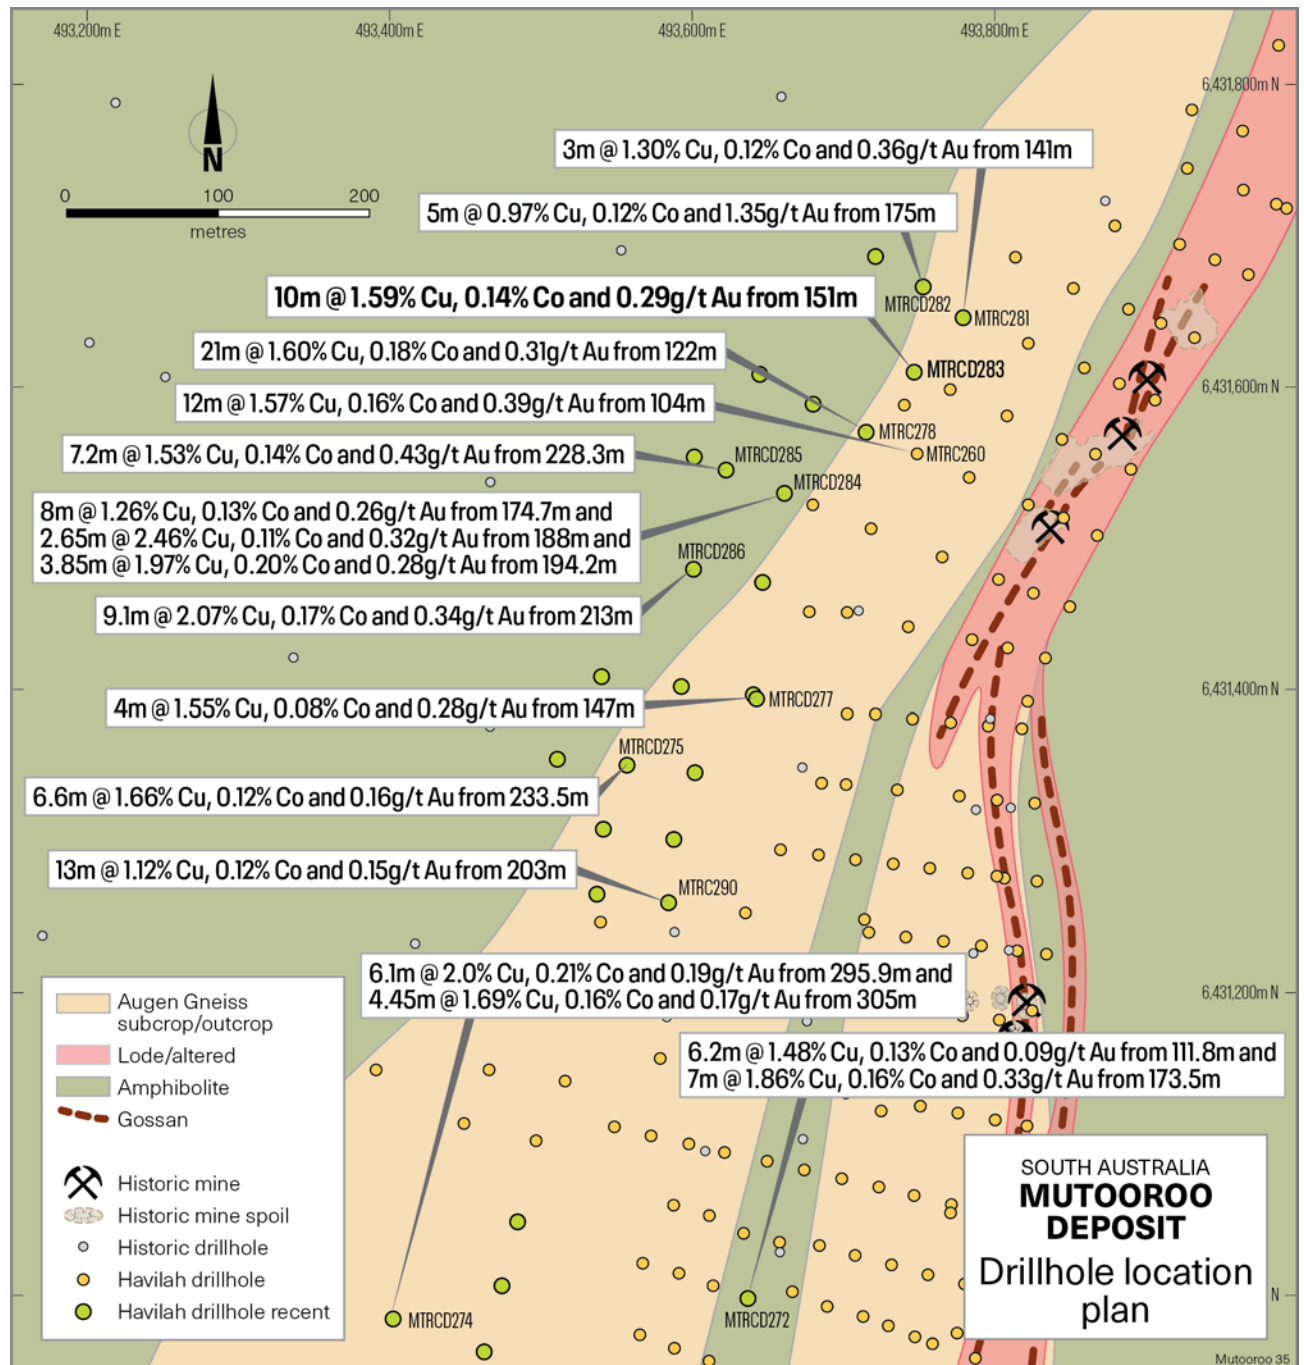 493,200m E
493,400m E
493,600m E
493,800m E
6,431,800m N
N
0 100 200
metres
3m @ 1.30% Cu, 0.12% Co and 0.36g/t Au from 141m
5m @ 0.97% Cu, 0.12% Co and 1.35g/t Au from 175m
10m @ 1.59% Cu, 0.14% Co and 0.29g/t Au from 151m
MTRCD282
MTRC281
21m @ 1.60% Cu, 0.18% Co and 0.31g/t Au from 122m
MTRCD283
6,431,600m N
12m @ 1.57% Cu, 0.16% Co and 0.39g/t Au from 104m
MTRC278
7.2m @ 1.53% Cu, 0.14% Co and 0.43g/t Au from 228.3m
MTRCD285
MTRC260
MTRCD284
8m @ 1.26% Cu, 0.13% Co and 0.26g/t Au from 174.7m and
2.65m @ 2.46% Cu, 0.11% Co and 0.32g/t Au from 188m and
3.85m @ 1.97% Cu, 0.20% Co and 0.28g/t Au from 194.2m
MTRCD286
9.1m @ 2.07% Cu, 0.17% Co and 0.34g/t Au from 213m
6,431,400m N
4m @ 1.55% Cu, 0.08% Co and 0.28g/t Au from 147m
MTRCD277
MTRCD275
6.6m @ 1.66% Cu, 0.12% Co and 0.16g/t Au from 233.5m
13m @ 1.12% Cu, 0.12% Co and 0.15g/t Au from 203m
MTRC290
6.1m @ 2.0% Cu, 0.21% Co and 0.19g/t Au from 295.9m and
4.45m @ 1.69% Cu, 0.16% Co and 0.17g/t Au from 305m
6,431,200m N
6.2m @ 1.48% Cu, 0.13% Co and 0.09g/t Au from 111.8m and
7m @ 1.86% Cu, 0.16% Co and 0.33g/t Au from 173.5m
Augen Gneiss
subcrop/outcrop
Lode/altered
Amphibolite
Gossan
Historic mine
Historic mine spoil
Historic drillhole
Havilah drillhole
Havilah drillhole recent
MTRCD274
MTRCD272
SOUTH AUSTRALIA
MUTOOROO
DEPOSIT
Drillhole location
plan
N
Mutooroo 35